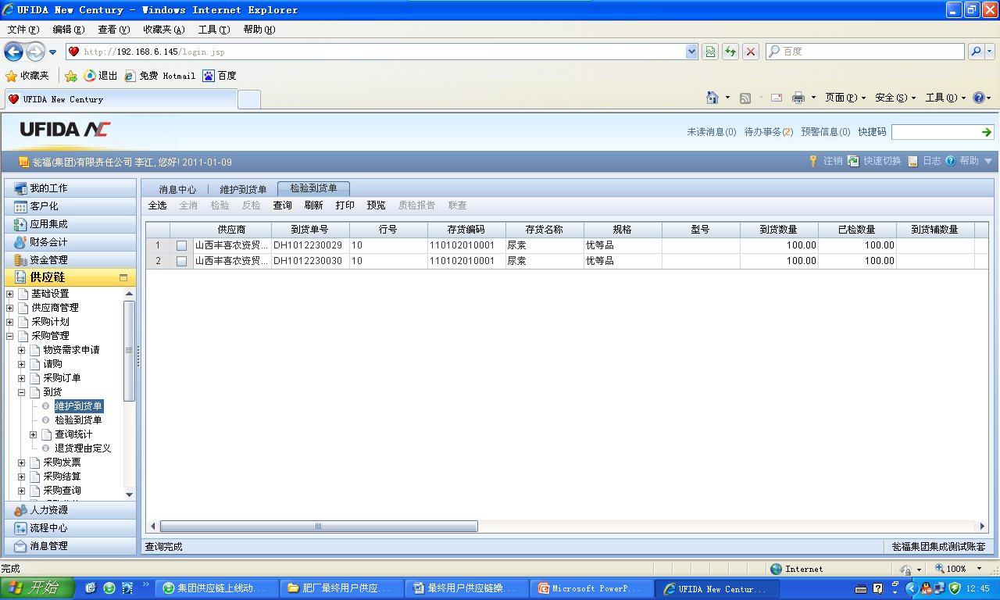 UFIDA New Century - Windows Internet Explorer
文件(F) 编辑(E) 查看(V) 收藏夹(A) 工具(T) 帮助(H)
http://192.168.6.145/login.jsp 百度
收藏夹 退出 免费 Hotmail 百度
UFIDA New Century 页面(P) 安全(S) 工具(O)
UFIDA NC 未读消息(0) 待办事务(2) 预警信息(0) 快捷码
瓮福(集团)有限责任公司 李江, 您好! 2011-01-09 注销 快速切换 日志 帮助
我的工作
客户化
应用集成
财务会计
资金管理
供应链
基础设置
供应商管理
采购计划
采购管理
物资需求申请
请购
采购订单
到货
维护到货单
检验到货单
查询统计
退货理由定义
采购发票
采购结算
采购查询
人力资源
流程中心
消息管理
消息中心 维护到货单 检验到货单
全选 全消 检验 反检 查询 刷新 打印 预览 质检报告 联查
供应商 到货单号 行号 存货编码 存货名称 规格 型号 到货数量 已检数量 到货辅数量
1 山西丰喜农资贸... DH1012230029 10 110102010001 尿素 优等品 100.00 100.00
2 山西丰喜农资贸... DH1012230030 10 110102010001 尿素 优等品 100.00 100.00
查询完成 瓮福集团集成测试账套
完成 Internet 100%
开始 集团供应链上线动... 肥厂最终用户供应... 最终用户供应链操... Microsoft PowerP... UFIDA New Centur... 12:45